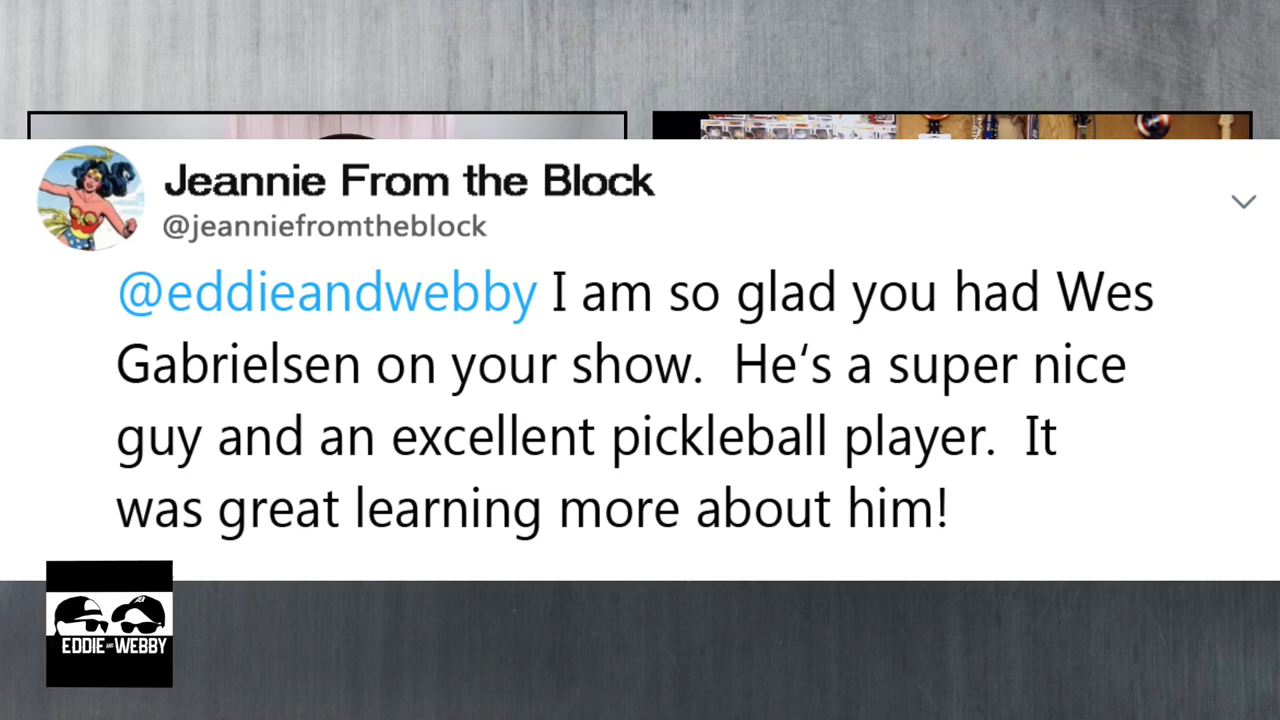 Jeannie From the Block
@jeanniefromtheblock
@eddieandwebby I am so glad you had Wes
Gabrielsen on your show.  He‘s a super nice
guy and an excellent pickleball player.  It
was great learning more about him!
EDDIE AND WEBBY